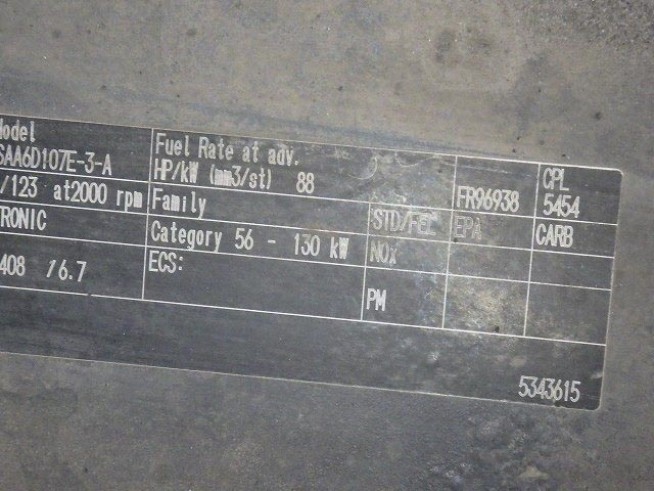 Model
SAA6D107E-3-A
/123 at2000 rpm
TRONIC
408 /6.7
Fuel Rate at adv.
HP/kW (mm3/st) 88
Family
Category 56 - 130 kW
ECS:
STD/FEL
NOX
PM
FR96938
EPA
CPL
5454
CARB
5343615